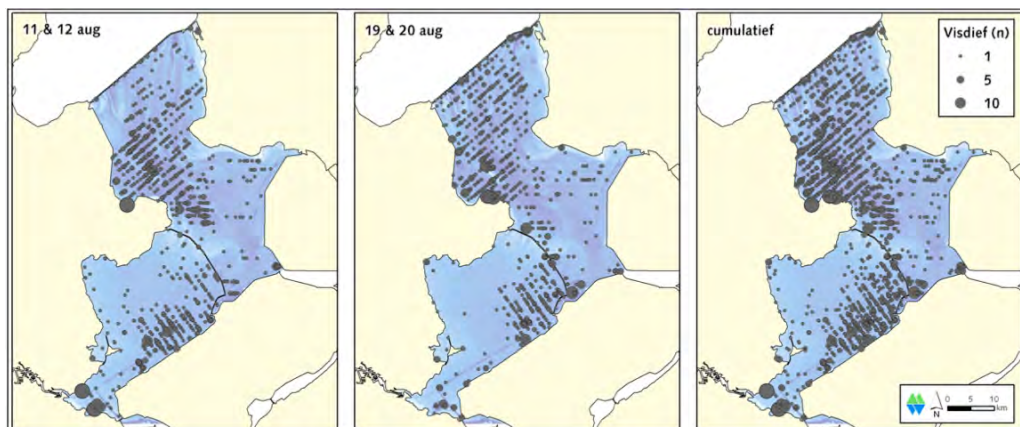 11 & 12 aug
19 & 20 aug
cumulatief
Visdief (n)
1
5
10
N
0 5 10
km